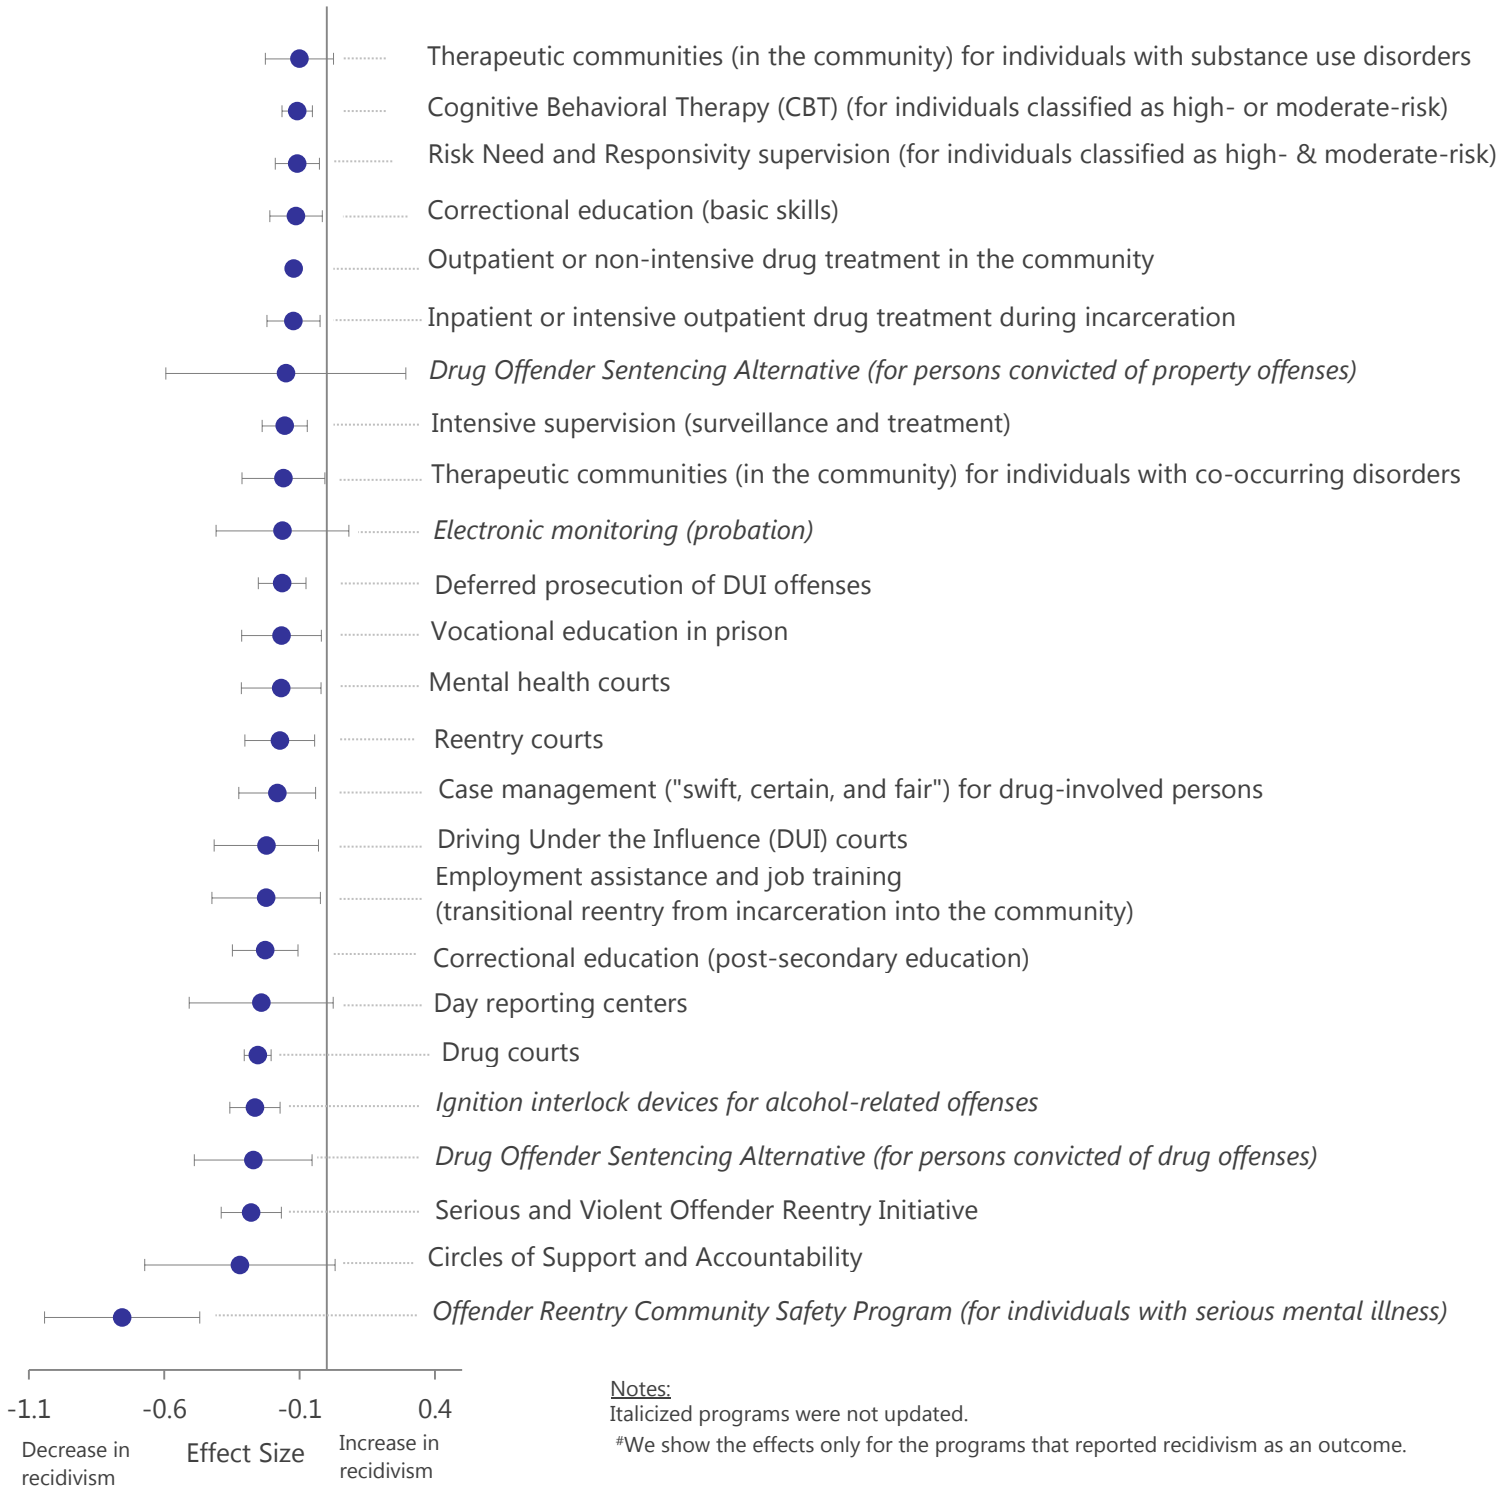 Therapeutic communities (in the community) for individuals with substance use disorders
Cognitive Behavioral Therapy (CBT) (for individuals classified as high- or moderate-risk)
Risk Need and Responsivity supervision (for individuals classified as high- & moderate-risk)
Correctional education (basic skills)
Outpatient or non-intensive drug treatment in the community
Inpatient or intensive outpatient drug treatment during incarceration
Drug Offender Sentencing Alternative (for persons convicted of property offenses)
Intensive supervision (surveillance and treatment)
Therapeutic communities (in the community) for individuals with co-occurring disorders
Electronic monitoring (probation)
Deferred prosecution of DUI offenses
Vocational education in prison
Mental health courts
Reentry courts
Case management ("swift, certain, and fair") for drug-involved persons
Driving Under the Influence (DUI) courts
Employment assistance and job training
(transitional reentry from incarceration into the community)
Correctional education (post-secondary education)
Day reporting centers
Drug courts
Ignition interlock devices for alcohol-related offenses
Drug Offender Sentencing Alternative (for persons convicted of drug offenses)
Serious and Violent Offender Reentry Initiative
Circles of Support and Accountability
Offender Reentry Community Safety Program (for individuals with serious mental illness)
-1.1 -0.6 -0.1 0.4
Decrease in
recidivism
Effect Size
Increase in
recidivism
Notes:
Italicized programs were not updated.
#We show the effects only for the programs that reported recidivism as an outcome.